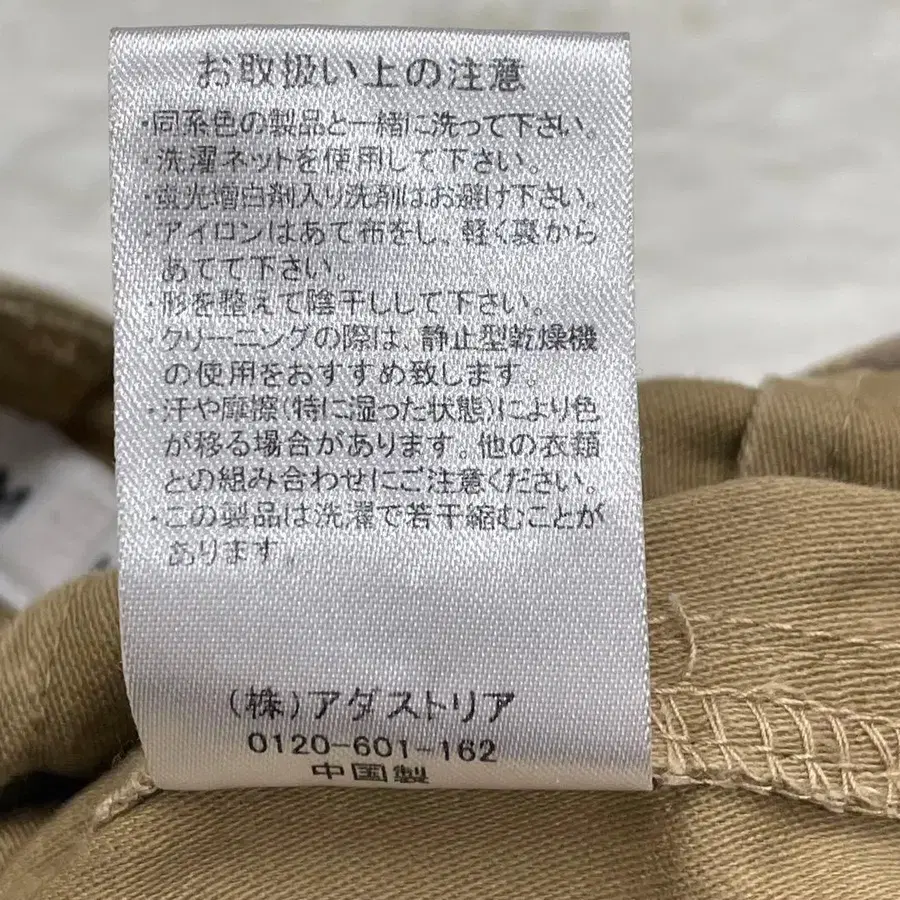 お取扱い上の注意
・同系色の製品と一緒に洗って下さい。
・洗濯ネットを使用して下さい。
・蛍光増白剤入り洗剤はお避け下さい。
・アイロンはあて布をし、軽く裏から
あてて下さい。
・形を整えて陰干しして下さい。
・クリーニングの際は、静止型乾燥機
の使用をおすすめ致します。
・汗や摩擦(特に湿った状態)により色
が移る場合があります。他の衣類
との組み合わせにご注意ください。
・この製品は洗濯で若干縮むことが
あります。
(株)アダストリア
0120-601-162
中国製